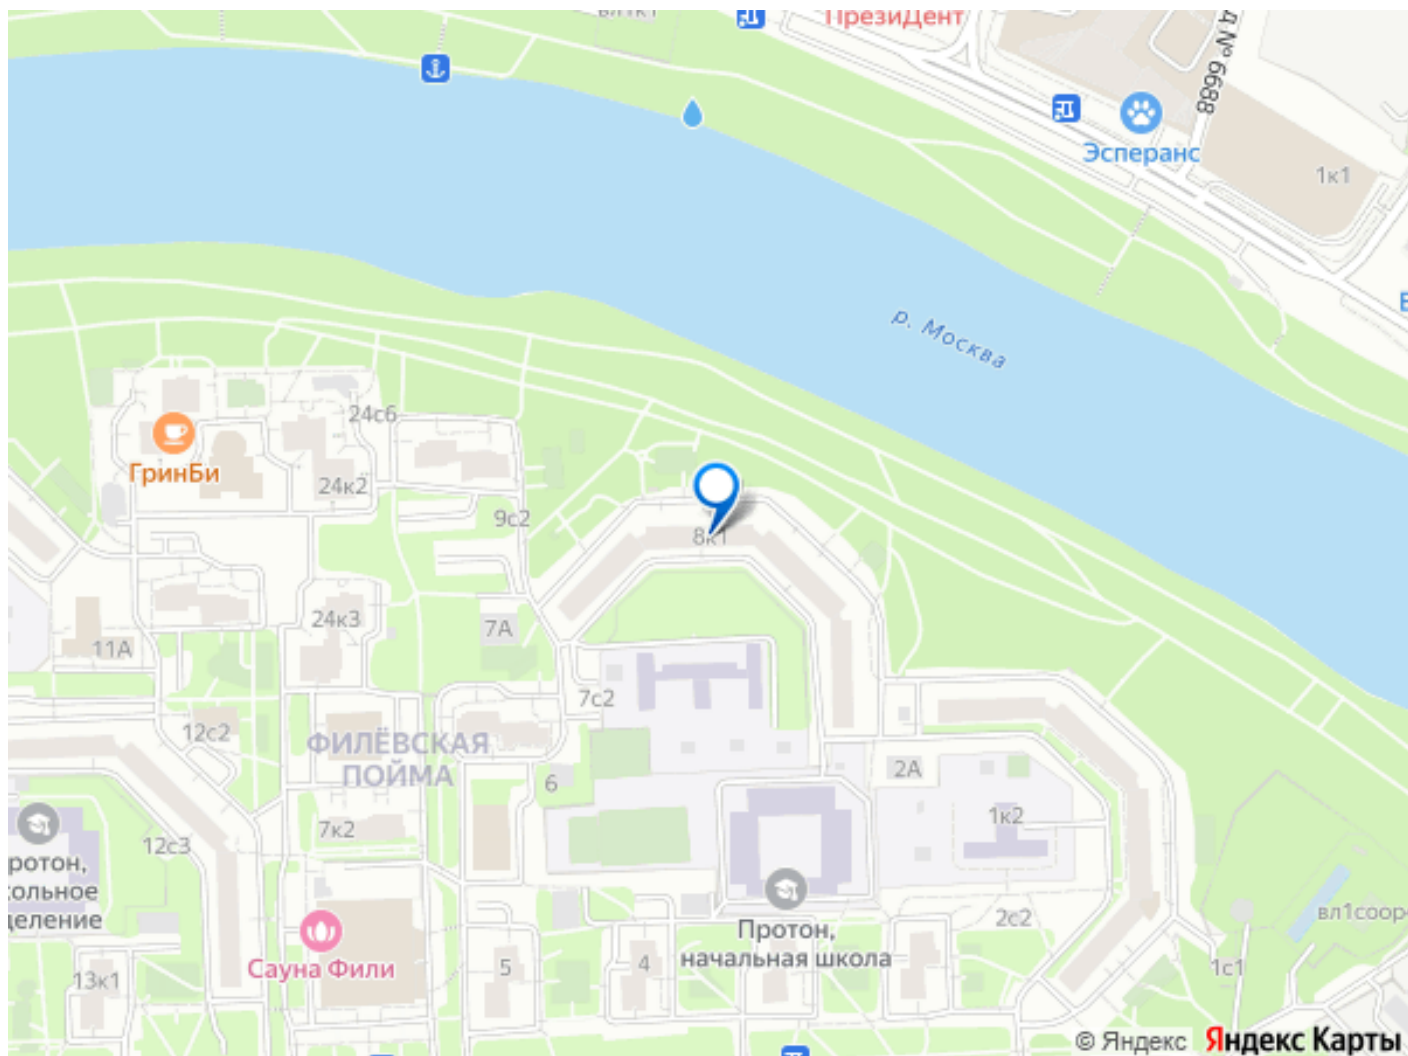 ПрезиДент
д № 6688
Эсперанс
1к1
р. Москва
24с6
ГринБи
24к2
9с2
8к1
24к3
7А
11А
7с2
12с2
ФИЛЁВСКАЯ
ПОЙМА
2А
6
1к2
7к2
12с3
ротон,
кольное
деление
2с2
вл1соор
Протон,
начальная школа
Сауна Фили
5
4
1с1
13к1
© Яндекс Яндекс Карты